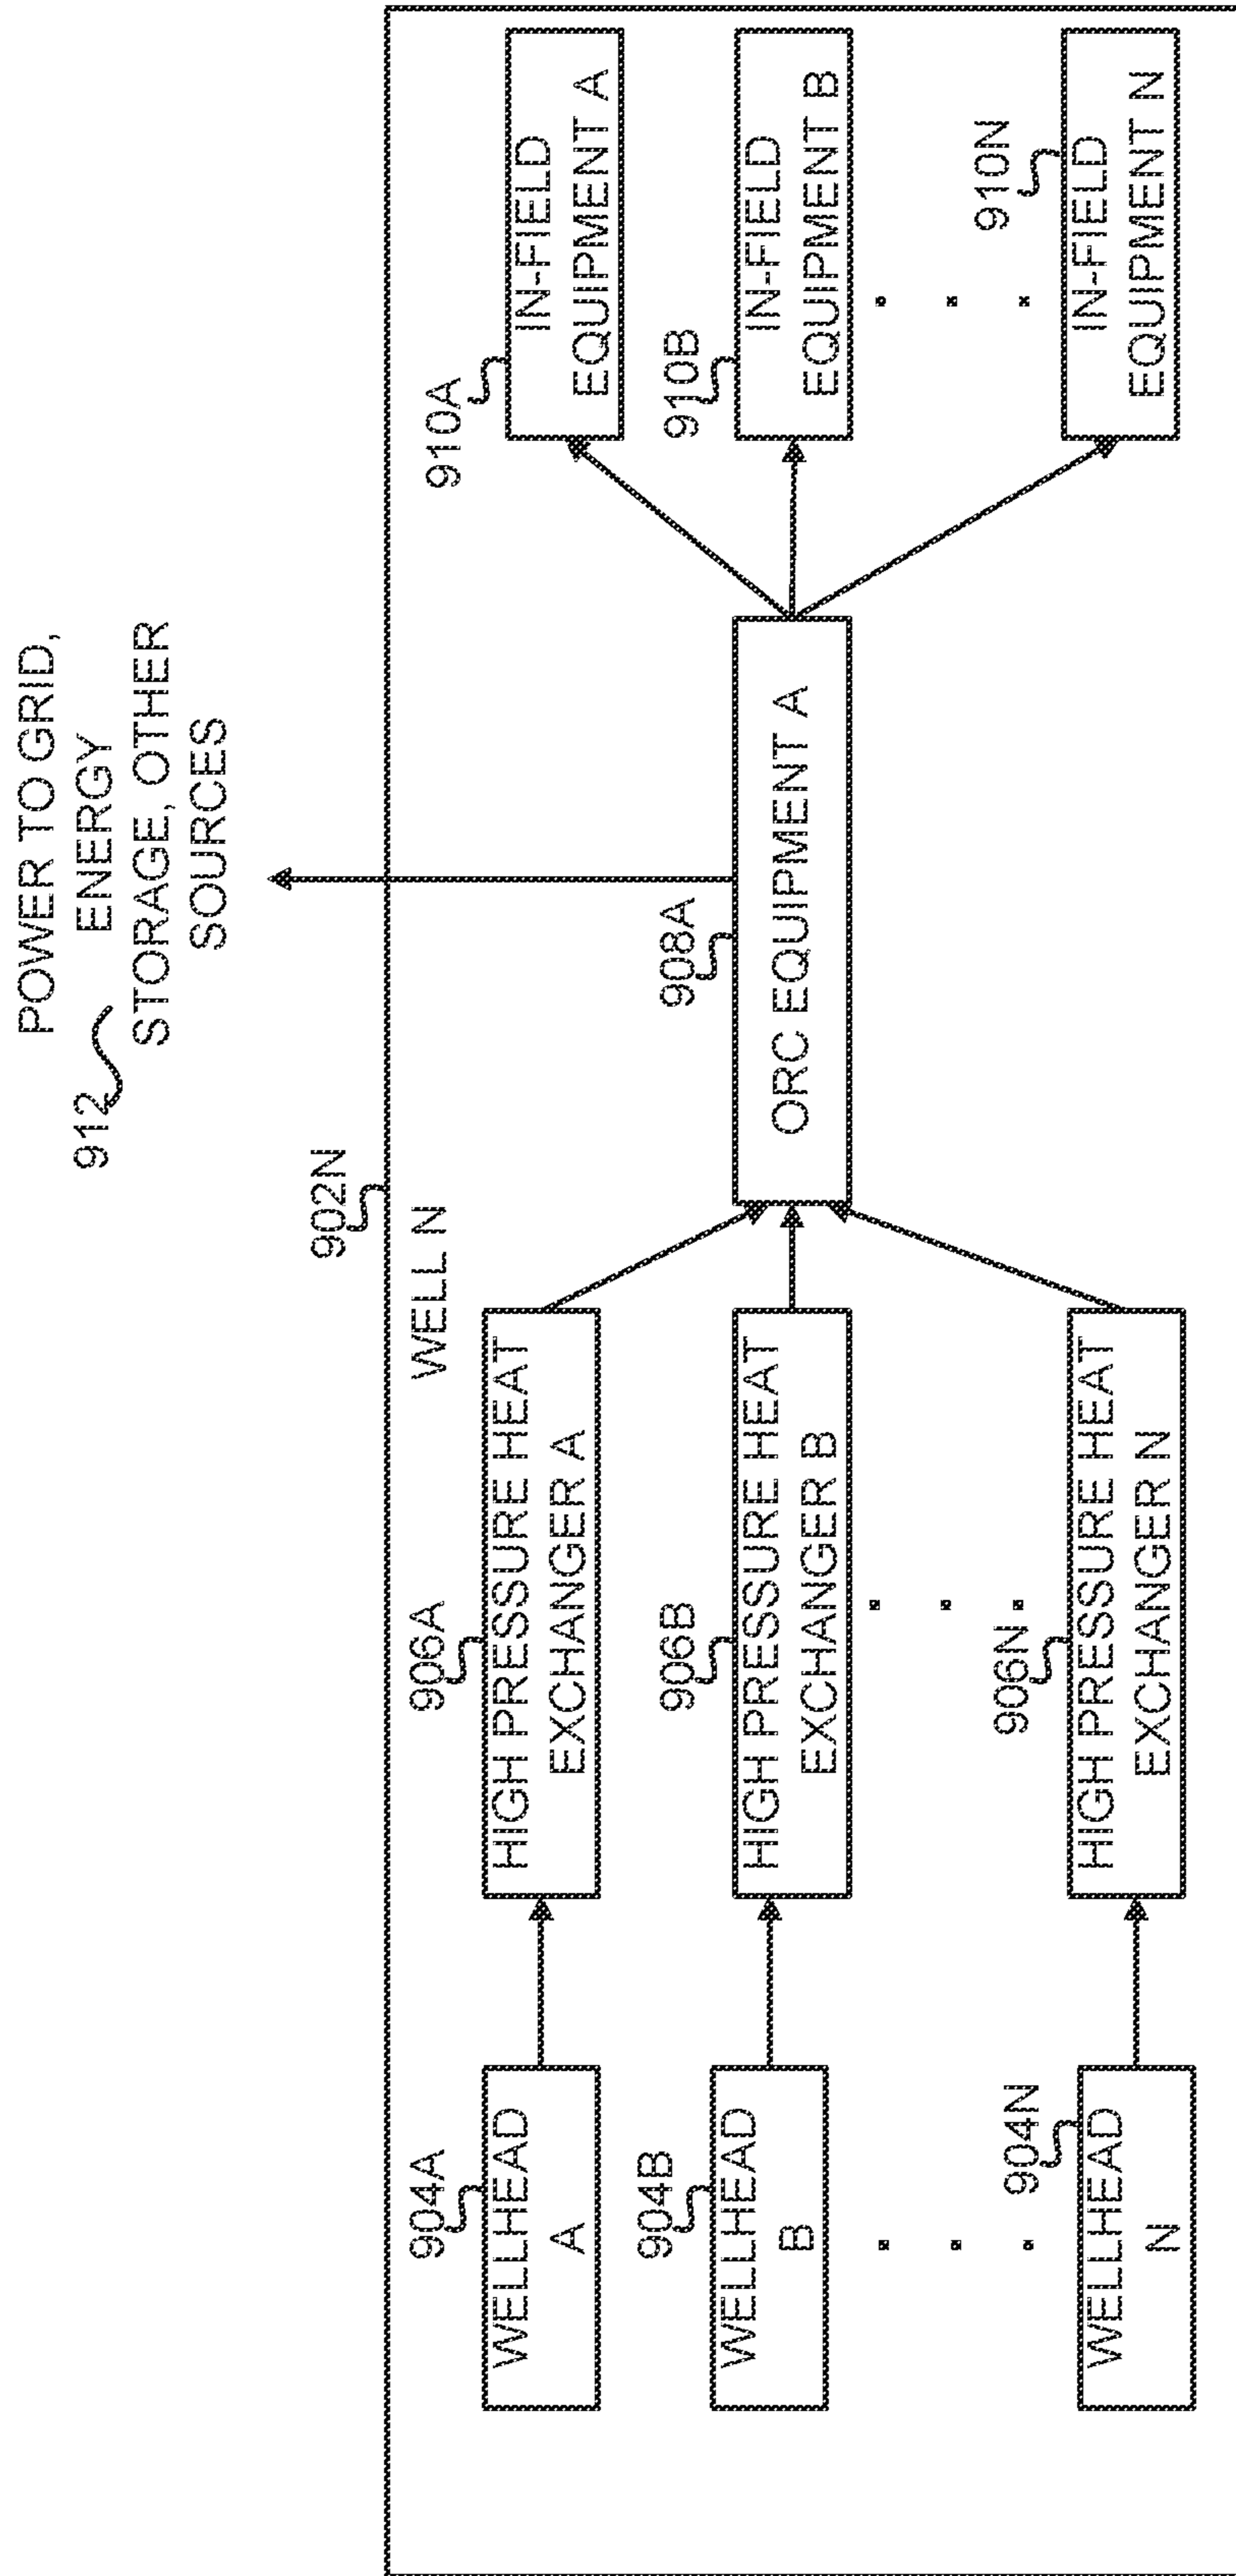 POWER TO GRID,
ENERGY
STORAGE, OTHER
SOURCES
912
902N
WELL N
904A
WELLHEAD
A
906A
HIGH PRESSURE HEAT
EXCHANGER A
910A
IN-FIELD
EQUIPMENT A
904B
WELLHEAD
B
906B
HIGH PRESSURE HEAT
EXCHANGER B
908A
ORC EQUIPMENT A
910B
IN-FIELD
EQUIPMENT B
904N
WELLHEAD
N
906N
HIGH PRESSURE HEAT
EXCHANGER N
910N
IN-FIELD
EQUIPMENT N